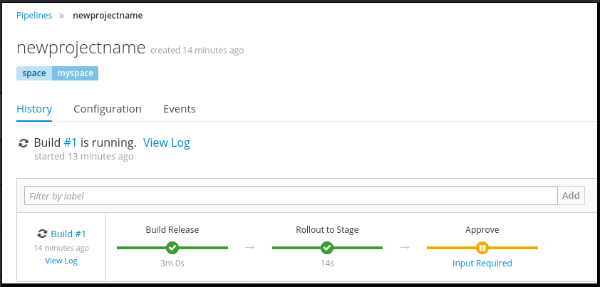 Pipelines » newprojectname
newprojectname created 14 minutes ago
space myspace
History Configuration Events
Build #1 is running. View Log
started 13 minutes ago
Filter by label Add
Build #1
14 minutes ago
View Log
Build Release
3m 0s
Rollout to Stage
14s
Approve
Input Required